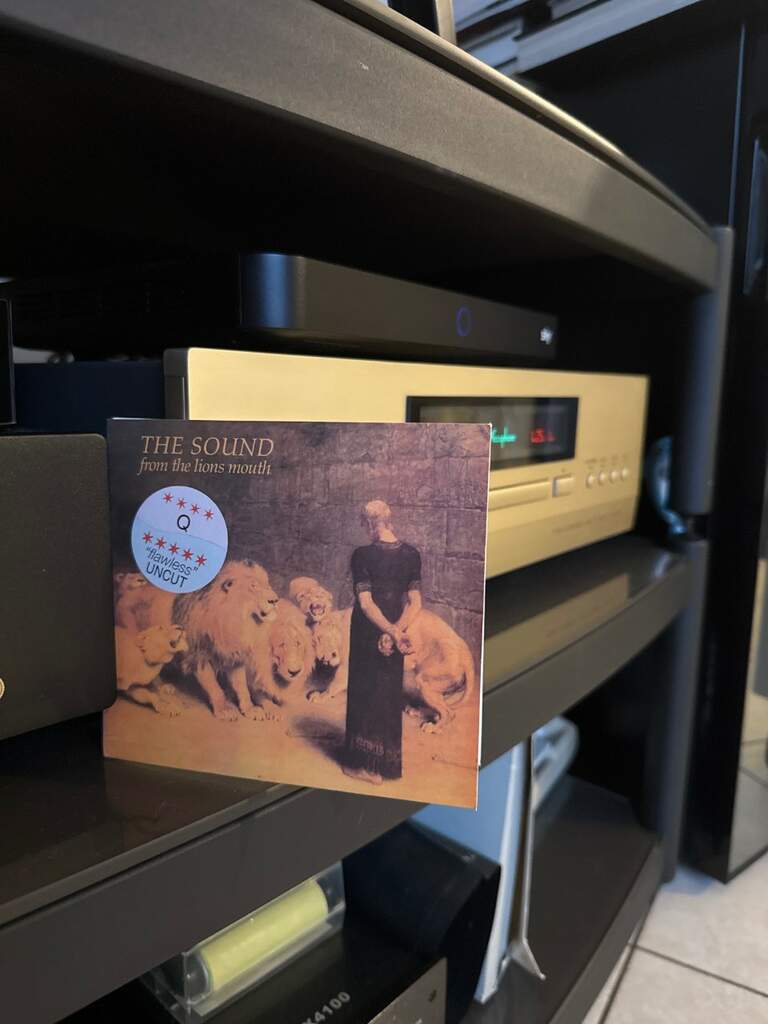 THE SOUND
from the lions mouth
Q
"flawless"
UNCUT
X4100